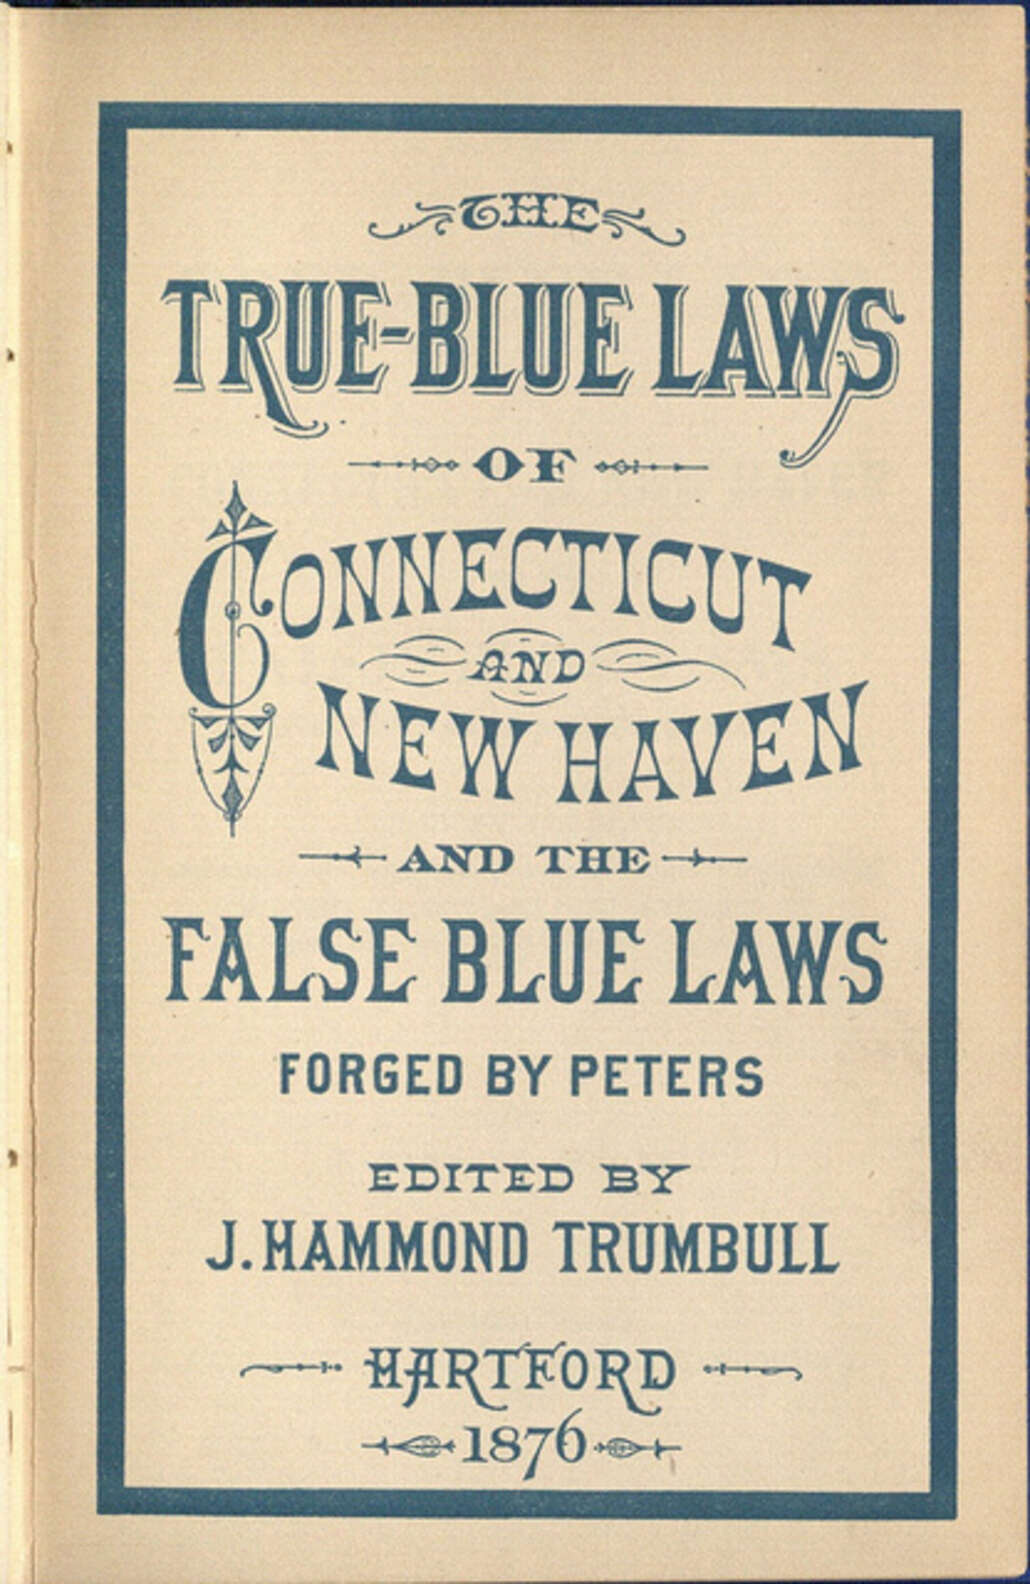 THE
TRUE-BLUE LAWS
OF
CONNECTICUT
AND
NEW HAVEN
AND THE
FALSE BLUE LAWS
FORGED BY PETERS
EDITED BY
J. HAMMOND TRUMBULL
HARTFORD
1876